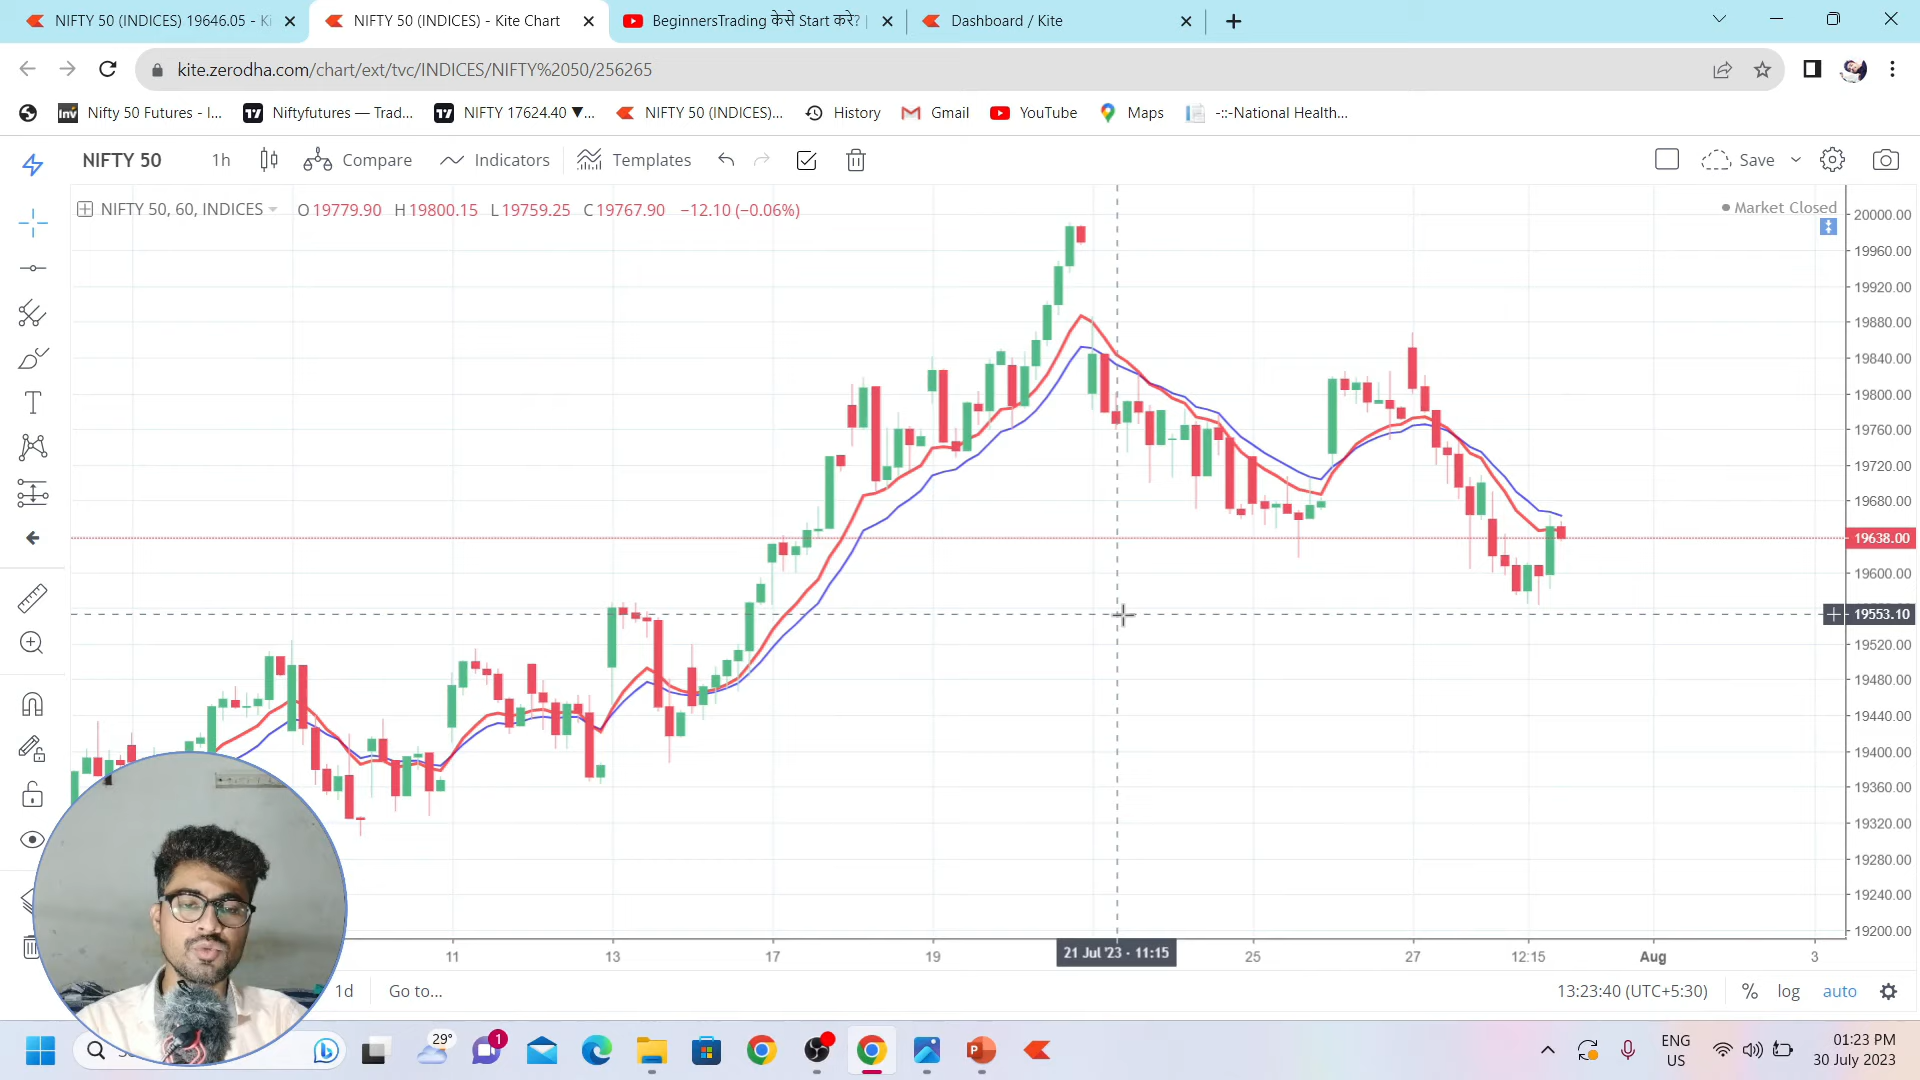 NIFTY 50 (INDICES) 19646.05 - Ki
NIFTY 50 (INDICES) - Kite Chart
BeginnersTrading केसे Start करे? |
Dashboard / Kite
kite.zerodha.com/chart/ext/tvc/INDICES/NIFTY%2050/256265
Inv Nifty 50 Futures - I...
Niftyfutures — Trad...
NIFTY 17624.40 ▼...
NIFTY 50 (INDICES)...
History
Gmail
YouTube
Maps
-::-National Health...
NIFTY 50
1h
Compare
Indicators
Templates
Save
NIFTY 50, 60, INDICES
O 19779.90 H 19800.15 L 19759.25 C 19767.90 −12.10 (−0.06%)
Market Closed
20000.00
19960.00
19920.00
19880.00
19840.00
19800.00
19760.00
19720.00
19680.00
19638.00
19600.00
19553.10
19520.00
19480.00
19440.00
19400.00
19360.00
19320.00
19280.00
19240.00
19200.00
11
13
17
19
21 Jul '23 - 11:15
25
27
12:15
Aug
3
1d
Go to...
13:23:40 (UTC+5:30)
%
log
auto
29°
1
ENG
US
01:23 PM
30 July 2023